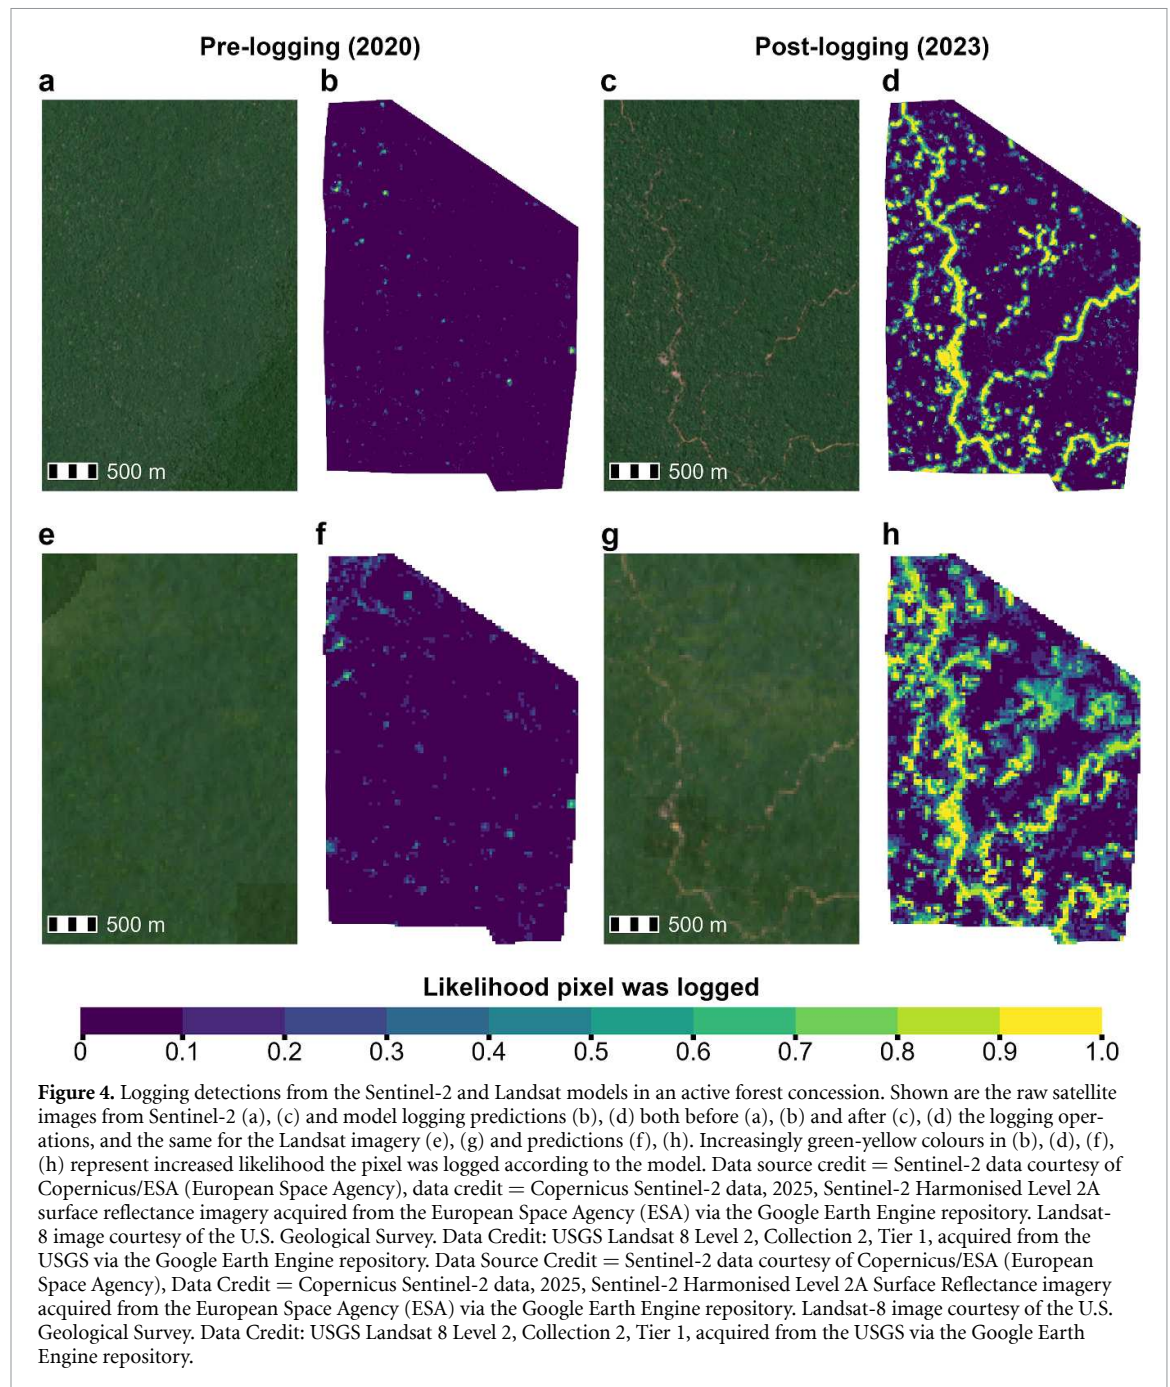 Pre-logging (2020)
Post-logging (2023)
a
b
c
d
500 m
500 m
e
f
g
h
500 m
500 m
Likelihood pixel was logged
0 0.1 0.2 0.3 0.4 0.5 0.6 0.7 0.8 0.9 1.0
Figure 4. Logging detections from the Sentinel-2 and Landsat models in an active forest concession. Shown are the raw satellite
images from Sentinel-2 (a), (c) and model logging predictions (b), (d) both before (a), (b) and after (c), (d) the logging oper-
ations, and the same for the Landsat imagery (e), (g) and predictions (f), (h). Increasingly green-yellow colours in (b), (d), (f),
(h) represent increased likelihood the pixel was logged according to the model. Data source credit = Sentinel-2 data courtesy of
Copernicus/ESA (European Space Agency), data credit = Copernicus Sentinel-2 data, 2025, Sentinel-2 Harmonised Level 2A
surface reflectance imagery acquired from the European Space Agency (ESA) via the Google Earth Engine repository. Landsat-
8 image courtesy of the U.S. Geological Survey. Data Credit: USGS Landsat 8 Level 2, Collection 2, Tier 1, acquired from the
USGS via the Google Earth Engine repository. Data Source Credit = Sentinel-2 data courtesy of Copernicus/ESA (European
Space Agency), Data Credit = Copernicus Sentinel-2 data, 2025, Sentinel-2 Harmonised Level 2A Surface Reflectance imagery
acquired from the European Space Agency (ESA) via the Google Earth Engine repository. Landsat-8 image courtesy of the U.S.
Geological Survey. Data Credit: USGS Landsat 8 Level 2, Collection 2, Tier 1, acquired from the USGS via the Google Earth
Engine repository.